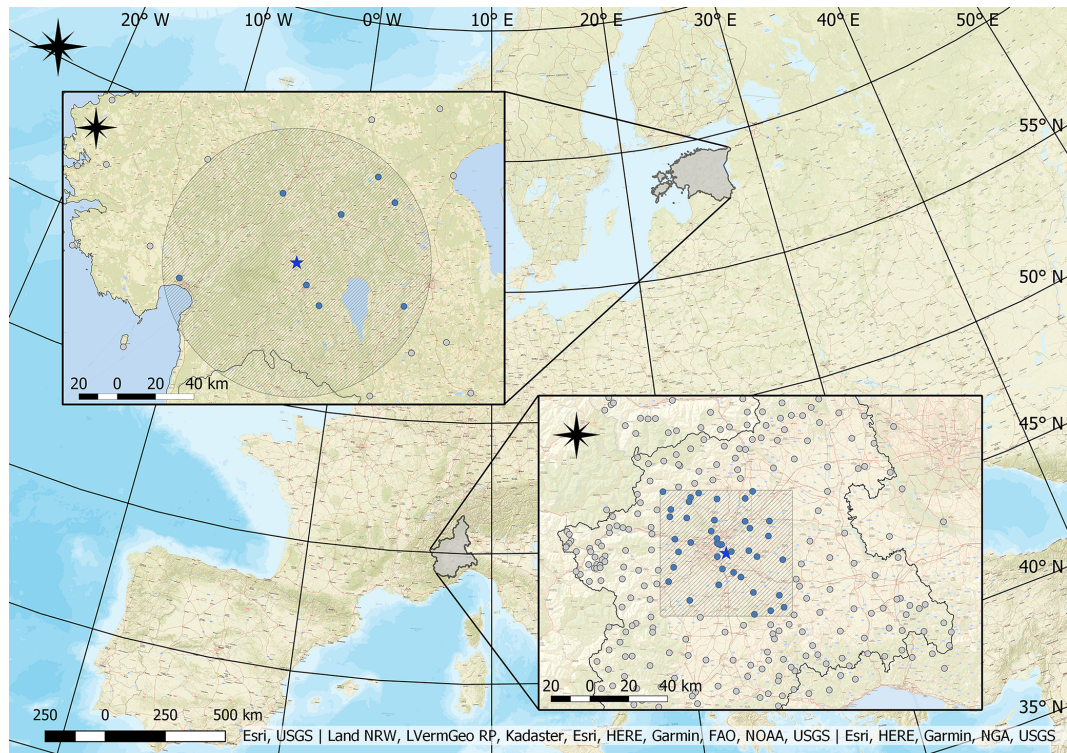 20° W 10° W 0° W 10° E 20° E 30° E 40° E 50° E
55° N
50° N
45° N
40° N
35° N
20 0 20 40 km
20 0 20 40 km
250 0 250 500 km
Esri, USGS | Land NRW, LVermGeo RP, Kadaster, Esri, HERE, Garmin, FAO, NOAA, USGS | Esri, HERE, Garmin, NGA, USGS